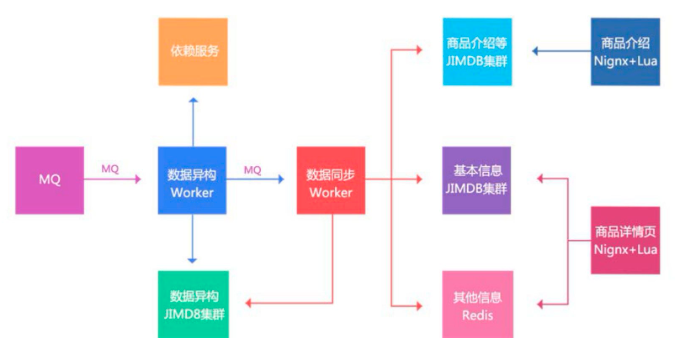 依赖服务
商品介绍等
JIMDB集群
商品介绍
Nignx+Lua
MQ
MQ
数据异构
Worker
MQ
数据同步
Worker
基本信息
JIMDB集群
商品详情页
Nignx+Lua
数据异构
JIMD8集群
其他信息
Redis